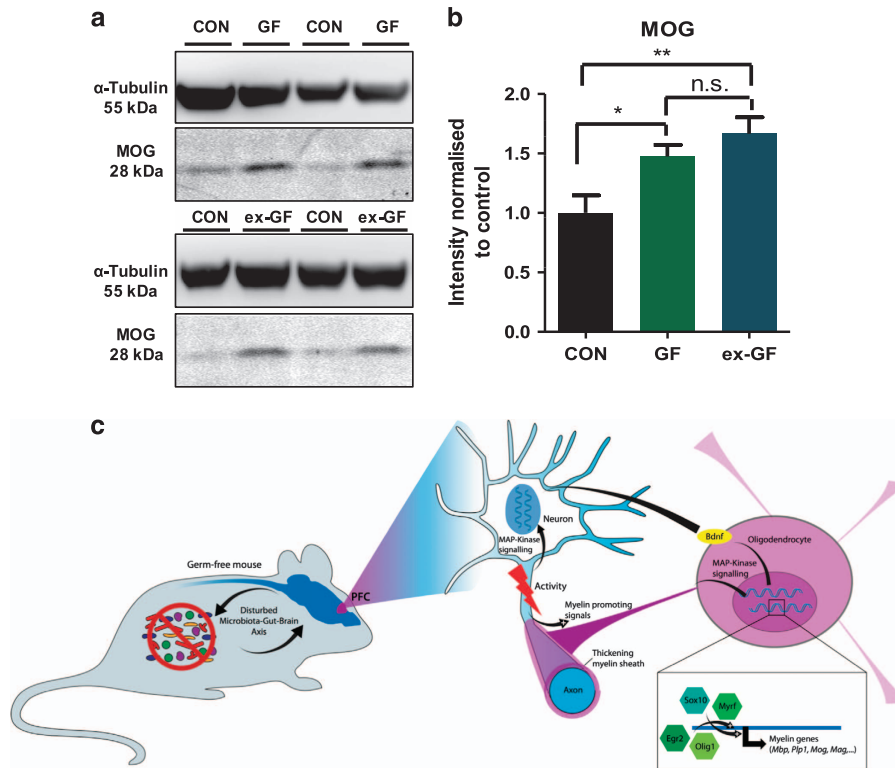 a
CON GF CON GF
α-Tubulin
55 kDa
MOG
28 kDa
CON ex-GF CON ex-GF
α-Tubulin
55 kDa
MOG
28 kDa
b
MOG
**
n.s.
*
Intensity normalised
to control
2.0
1.5
1.0
0.5
0.0
CON GF ex-GF
c
Germ-free mouse
PFC
Disturbed
Microbiota-Gut-Brain
Axis
Neuron
MAP-Kinase
signalling
Activity
Myelin promoting
signals
Thickening
myelin sheath
Axon
Bdnf
Oligodendrocyte
MAP-Kinase
signalling
Sox10
Myrf
Egr2
Olig1
Myelin genes
(Mbp, Plp1, Mog, Mag,...)